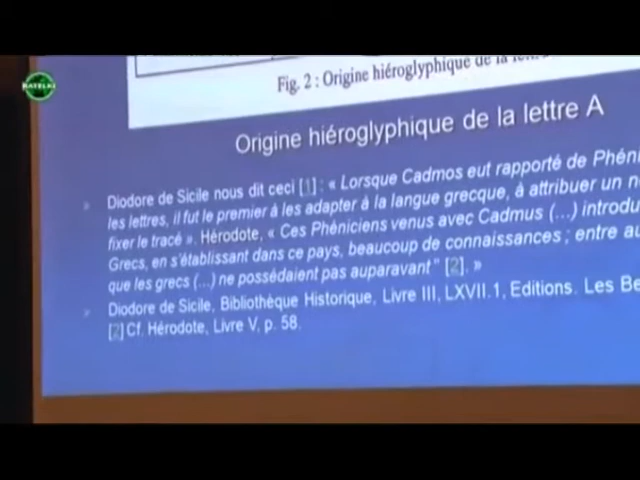 Fig. 2 : Origine hiéroglyphique de la
Origine hiéroglyphique de la lettre A
Diodore de Sicile nous dit ceci [1] : « Lorsque Cadmos eut rapporté de
les lettres, il fut le premier à les adapter à la langue grecque, à attribuer un
fixer le tracé ». Hérodote, « Ces Phéniciens venus avec Cadmus (...)
Grecs, en s'établissant dans ce pays, beaucoup de connaissances ; entre
que les grecs (...) ne possédaient pas auparavant" [2]. »
Diodore de Sicile, Bibliothèque Historique, Livre III, LXVII.1, Editions. Les
[2] Cf. Hérodote, Livre V, p. 58.